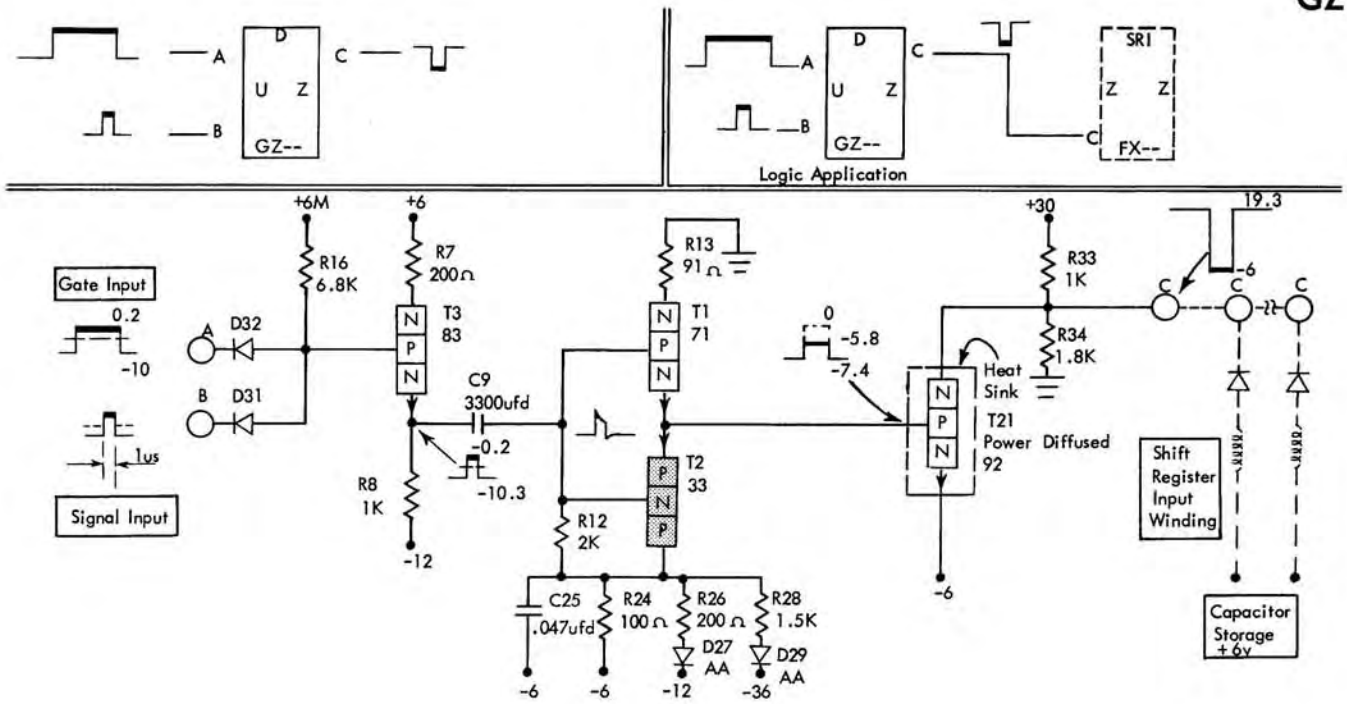 GZ
D
A
C
U Z
B
GZ--
D
C
SRI
A
U Z
Z Z
B
C
GZ--
FX--
Logic Application
+6M
+6
+30
19.3
R16
6.8K
R7
200Ω
R13
91Ω
R33
1K
-6
Gate Input
0.2
-10
A
D32
B
D31
1us
Signal Input
N
P
N
T3
83
C9
3300ufd
-0.2
-10.3
R8
1K
-12
N
P
N
T1
71
P
N
P
T2
33
R12
2K
0
-5.8
-7.4
Heat
Sink
N
P
N
T21
Power Diffused
92
-6
R34
1.8K
C
C
C
Shift
Register
Input
Winding
Capacitor
Storage
+6v
C25
.047ufd
R24
100Ω
R26
200Ω
R28
1.5K
D27
AA
D29
AA
-6
-6
-12
-36